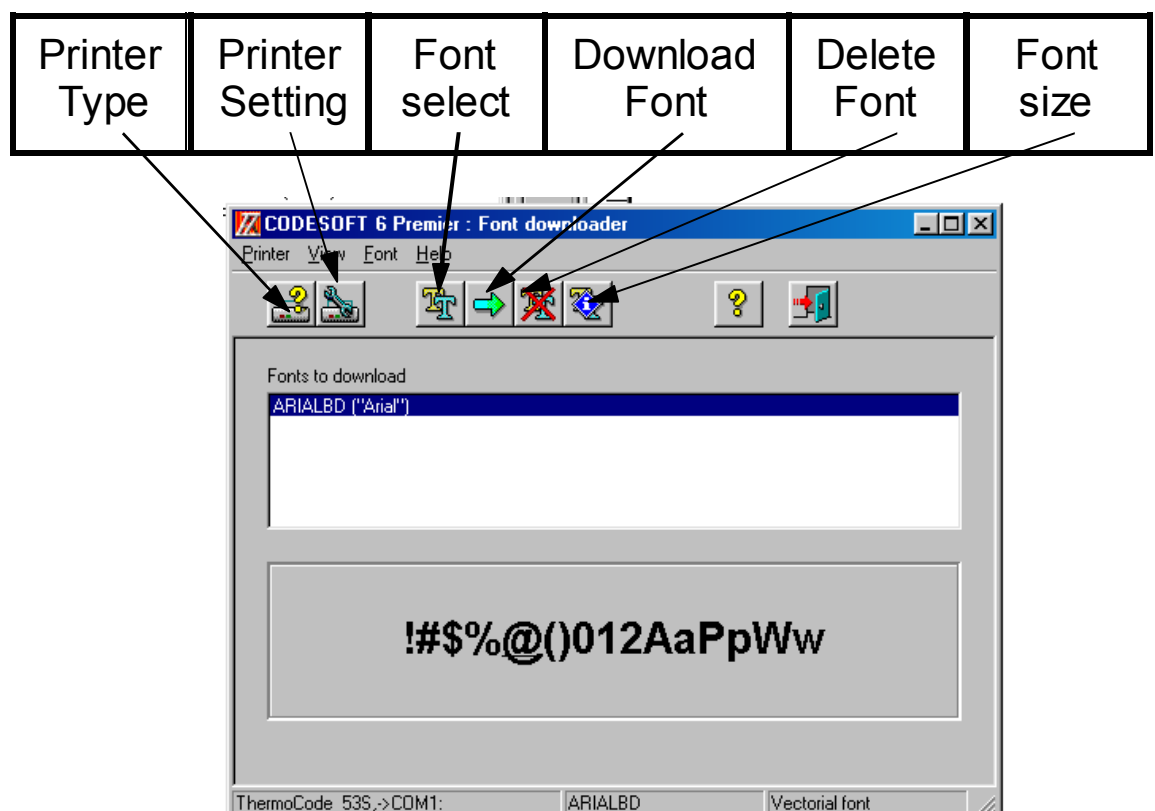 Printer Type
Printer Setting
Font select
Download Font
Delete Font
Font size
CODESOFT 6 Premier : Font downloader
Printer View Font Help
Fonts to download
ARIALBD ("Arial")
!#$%@()012AaPpWw
ThermoCode 53S,->COM1: ARIALBD Vectorial font